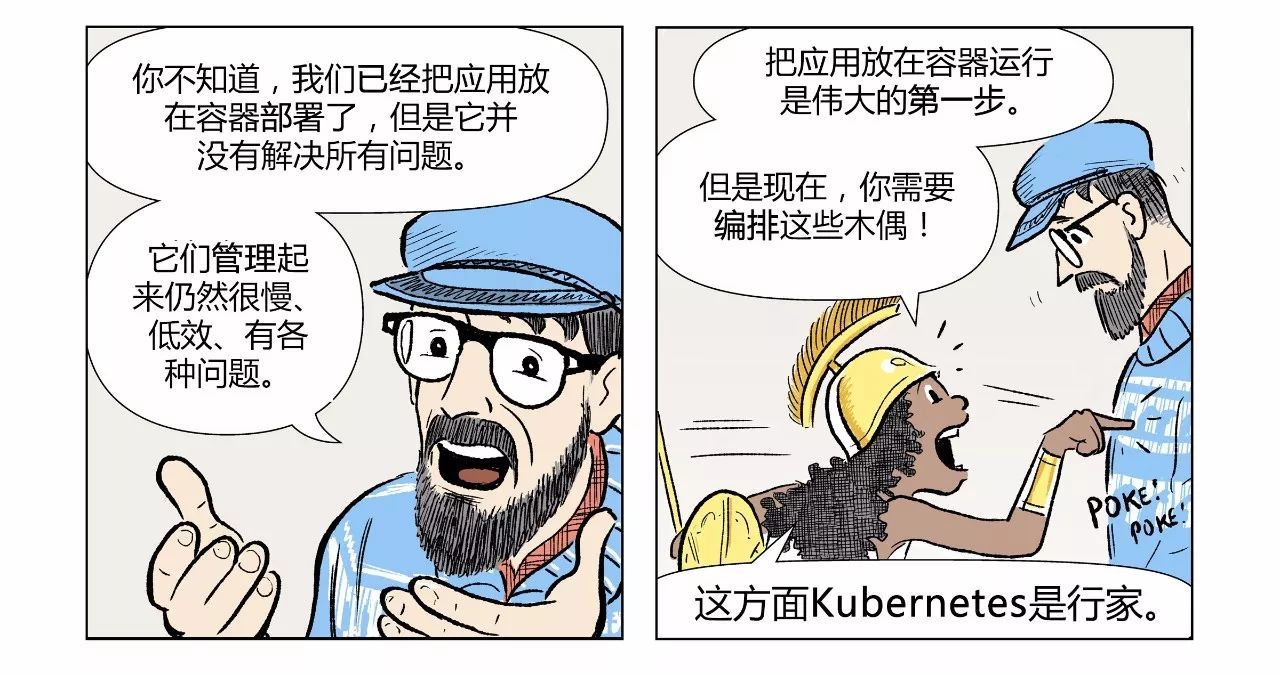 你不知道，我们已经把应用放
在容器部署了，但是它并
没有解决所有问题。
它们管理起
来仍然很慢、
低效、有各
种问题。
把应用放在容器运行
是伟大的第一步。
但是现在，你需要
编排这些木偶！
POKE!
POKE!
这方面Kubernetes是行家。